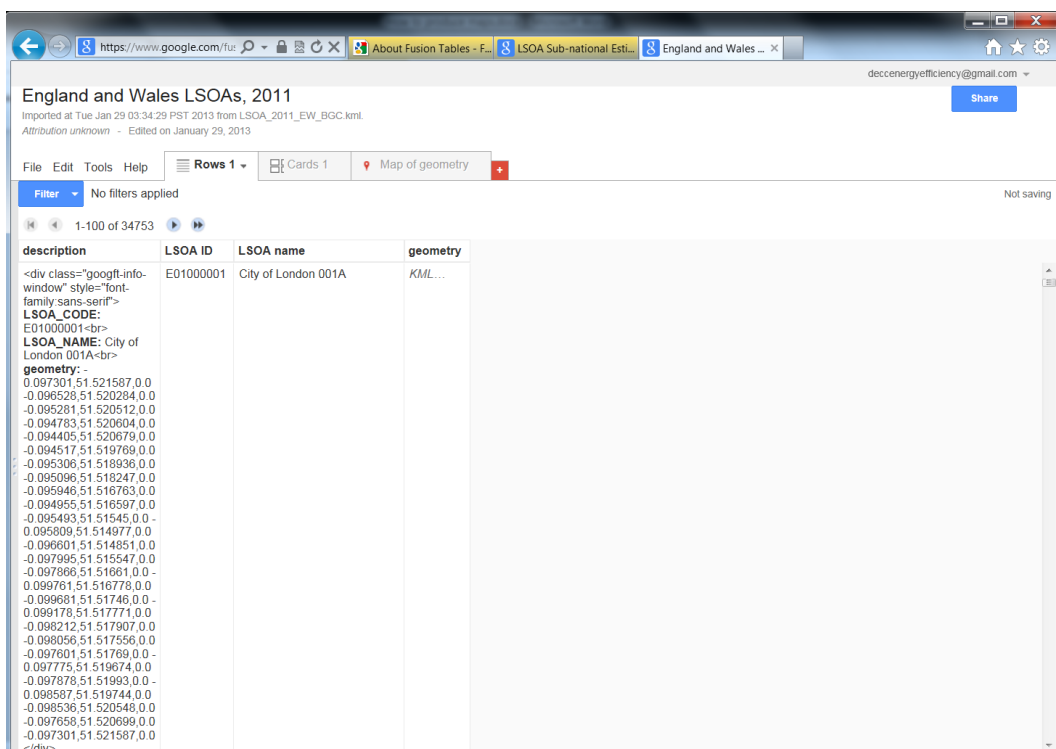 https://www.google.com/fu:
About Fusion Tables - F...
LSOA Sub-national Esti...
England and Wales ...
deccenergyefficiency@gmail.com
England and Wales LSOAs, 2011
Share
Imported at Tue Jan 29 03:34:29 PST 2013 from LSOA_2011_EW_BGC.kml.
Attribution unknown - Edited on January 29, 2013
File Edit Tools Help
Rows 1
Cards 1
Map of geometry
+
Filter
No filters applied
Not saving
1-100 of 34753
description LSOA ID LSOA name geometry
<div class="googft-info- E01000001 City of London 001A KML...
window" style="font-
family:sans-serif">
LSOA_CODE:
E01000001<br>
LSOA_NAME: City of
London 001A<br>
geometry: -
0.097301,51.521587,0.0
-0.096528,51.520284,0.0
-0.095281,51.520512,0.0
-0.094783,51.520604,0.0
-0.094405,51.520679,0.0
-0.094517,51.519769,0.0
-0.095306,51.518936,0.0
-0.095096,51.518247,0.0
-0.095946,51.516763,0.0
-0.094955,51.516597,0.0
-0.095493,51.51545,0.0 -
0.095809,51.514977,0.0
-0.096601,51.514851,0.0
-0.097995,51.515547,0.0
-0.097866,51.51661,0.0 -
0.099761,51.516778,0.0
-0.099681,51.51746,0.0 -
0.099178,51.517771,0.0
-0.098212,51.517907,0.0
-0.098056,51.517556,0.0
-0.097601,51.51769,0.0 -
0.097775,51.519674,0.0
-0.097878,51.51993,0.0 -
0.098587,51.519744,0.0
-0.098536,51.520548,0.0
-0.097658,51.520699,0.0
-0.097301,51.521587,0.0
</div>